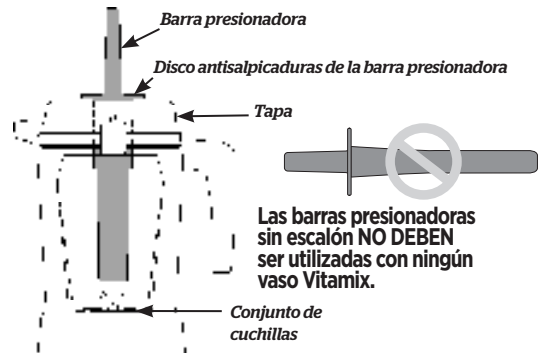 Barra presionadora
Disco antisalpicaduras de la barra presionadora
Tapa
Las barras presionadoras
sin escalón NO DEBEN
ser utilizadas con ningún
vaso Vitamix.
Conjunto de
cuchillas